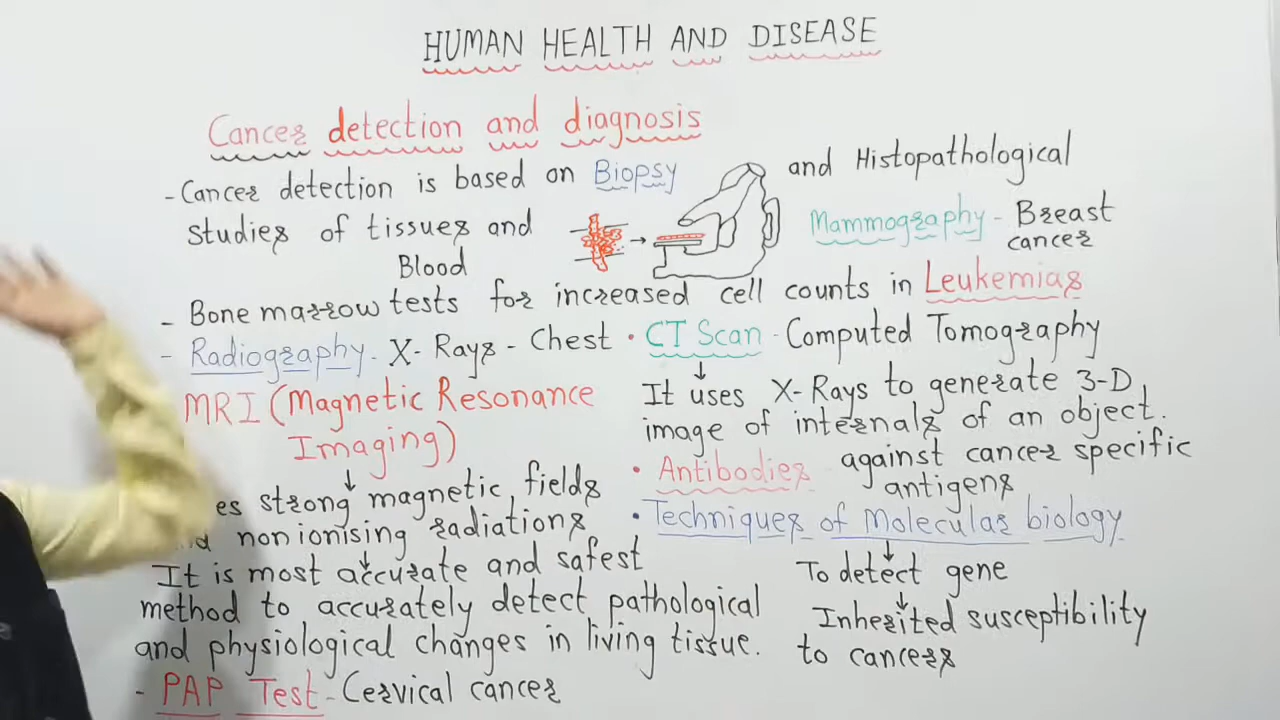 HUMAN HEALTH AND DISEASE
Cancer detection and diagnosis
- Cancer detection is based on Biopsy and Histopathological
studies of tissues and
Blood
Mammography - Breast
cancer
- Bone marrow tests for increased cell counts in Leukemias
- Radiography - X-Rays - Chest
MRI (Magnetic Resonance
Imaging)
es strong magnetic fields
nonionising radiations
It is most accurate and safest
method to accurately detect pathological
and physiological changes in living tissue.
- PAP Test - Cervical cancer
• CT Scan - Computed Tomography
It uses X-Rays to generate 3-D
image of internals of an object.
• Antibodies against cancer specific
antigens
• Techniques of Molecular biology
To detect gene
Inherited susceptibility
to cancers